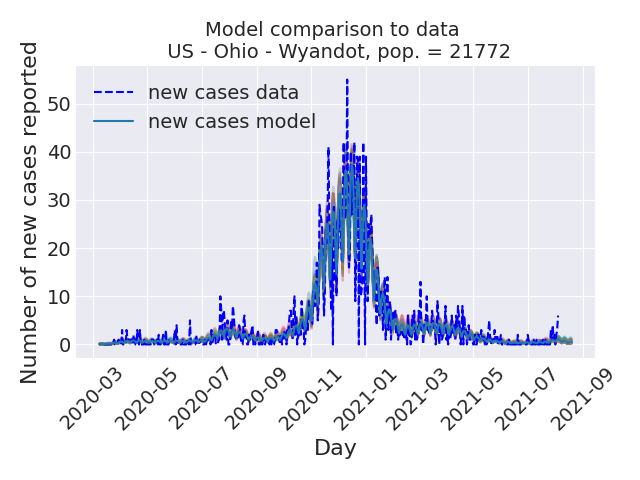 Model comparison to data
US - Ohio - Wyandot, pop. = 21772
Number of new cases reported
50
40
30
20
10
0
new cases data
new cases model
2020-03
2020-05
2020-07
2020-09
2020-11
2021-01
2021-03
2021-05
2021-07
2021-09
Day